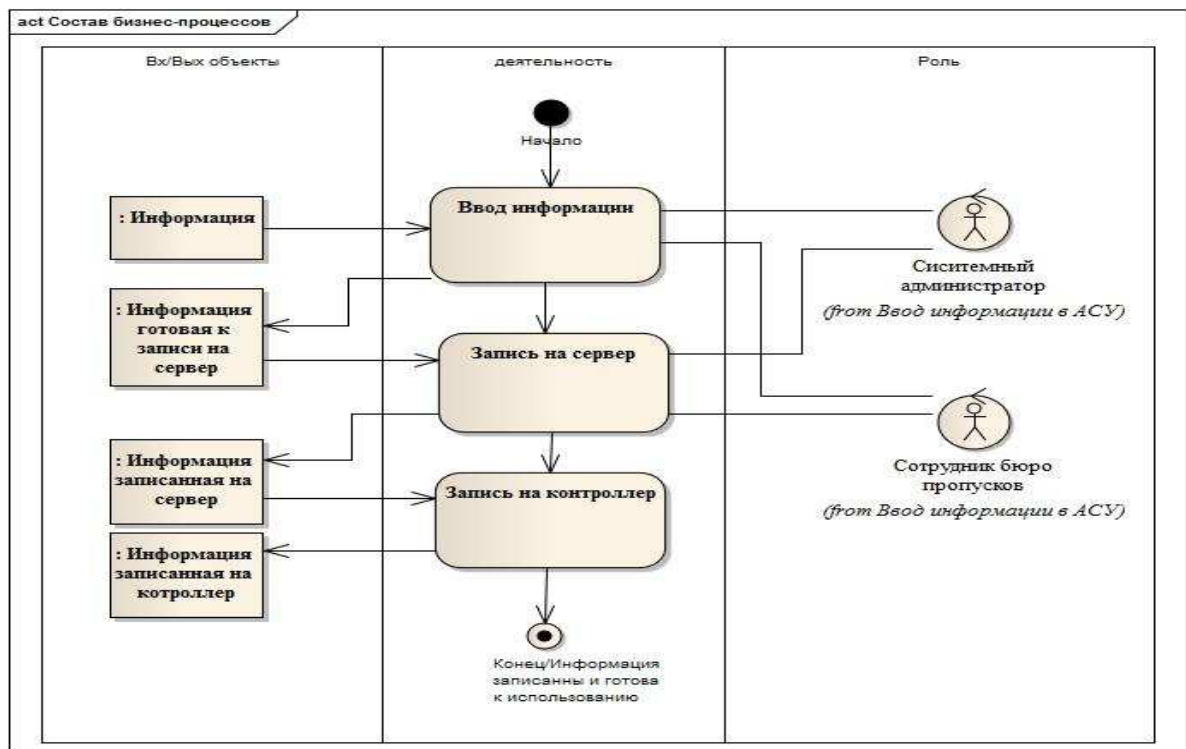 act Состав бизнес-процессов
Вх/Вых объекты
деятельность
Роль
Начало
Ввод информации
: Информация
Сиситемный
администратор
(from Ввод информации в АСУ)
: Информация
готовая к
записи на
сервер
Запись на сервер
Сотрудник бюро
пропусков
(from Ввод информации в АСУ)
: Информация
записанная на
сервер
Запись на контроллер
: Информация
записанная на
котроллер
Конец/Информация
записанны и готова
к использованию